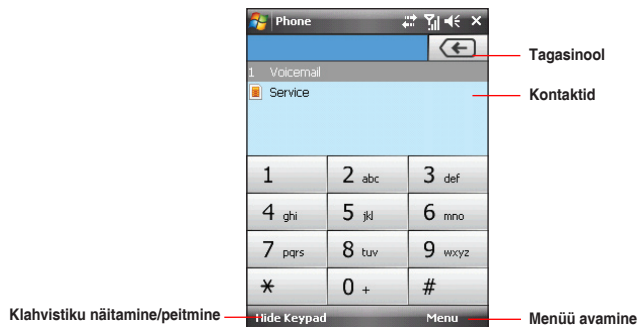 Phone
Tagasinool
1 Voicemail
Service
Kontaktid
1 2 abc 3 def
4 ghi 5 jkl 6 mno
7 pqrs 8 tuv 9 wxyz
* 0 + #
Klahvistiku näitamine/peitmine
Hide Keypad Menu
Menüü avamine